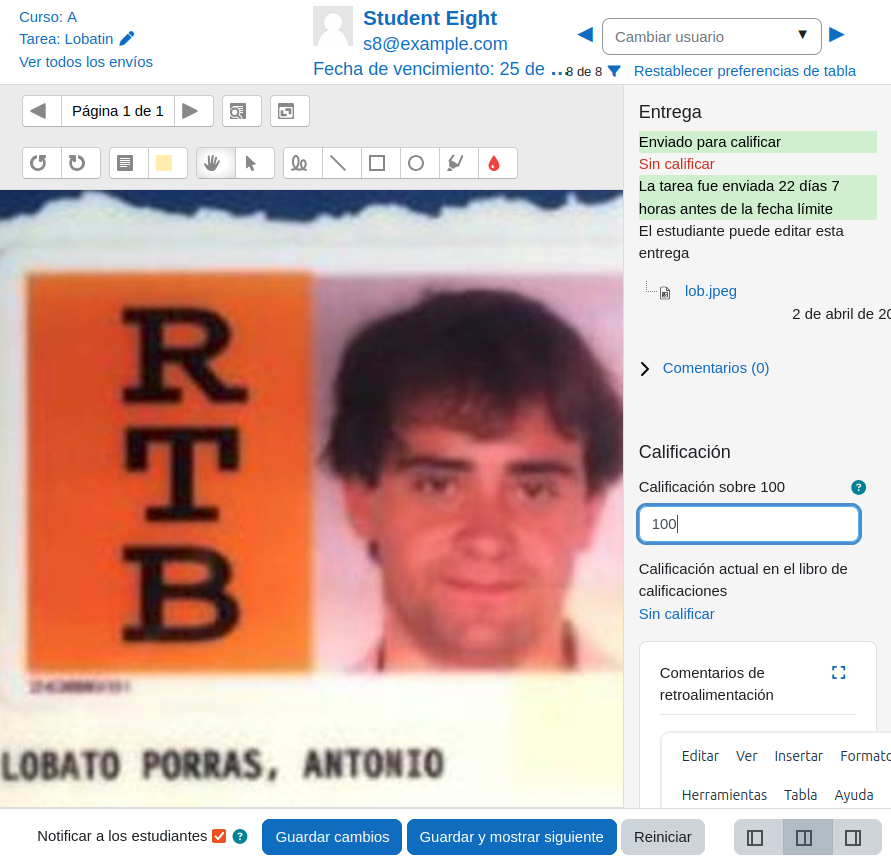 Curso: A
Tarea: Lobatin
Ver todos los envíos
Student Eight
s8@example.com
Fecha de vencimiento: 25 de ...
Cambiar usuario
8 de 8
Restablecer preferencias de tabla
Página 1 de 1
R
T
B
LOBATO PORRAS, ANTONIO
Entrega
Enviado para calificar
Sin calificar
La tarea fue enviada 22 días 7
horas antes de la fecha límite
El estudiante puede editar esta
entrega
lob.jpeg
2 de abril de 20
Comentarios (0)
Calificación
Calificación sobre 100
100
Calificación actual en el libro de
calificaciones
Sin calificar
Comentarios de
retroalimentación
Editar Ver Insertar Formato
Herramientas Tabla Ayuda
Notificar a los estudiantes
Guardar cambios
Guardar y mostrar siguiente
Reiniciar